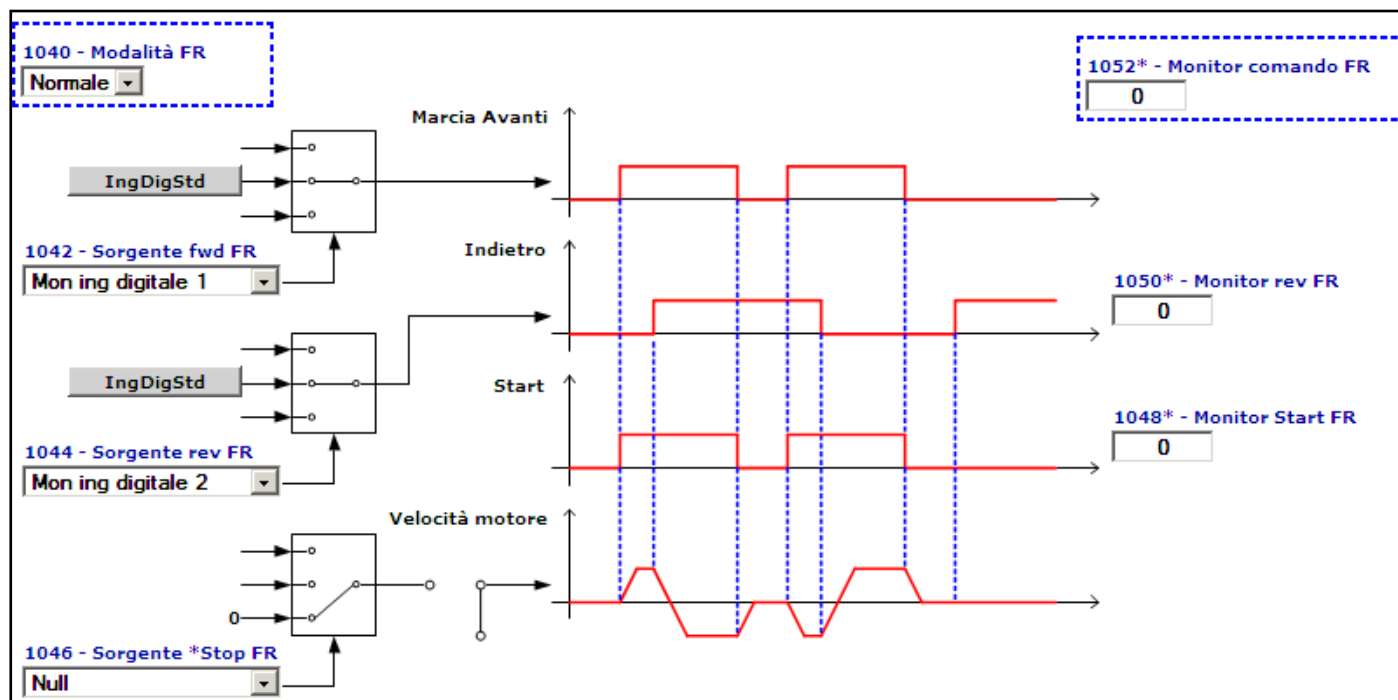 1040 - Modalità FR
Normale
1052* - Monitor comando FR
0
Marcia Avanti
IngDigStd
1042 - Sorgente fwd FR
Mon ing digitale 1
Indietro
1050* - Monitor rev FR
0
IngDigStd
Start
1048* - Monitor Start FR
0
1044 - Sorgente rev FR
Mon ing digitale 2
Velocità motore
0
1046 - Sorgente *Stop FR
Null